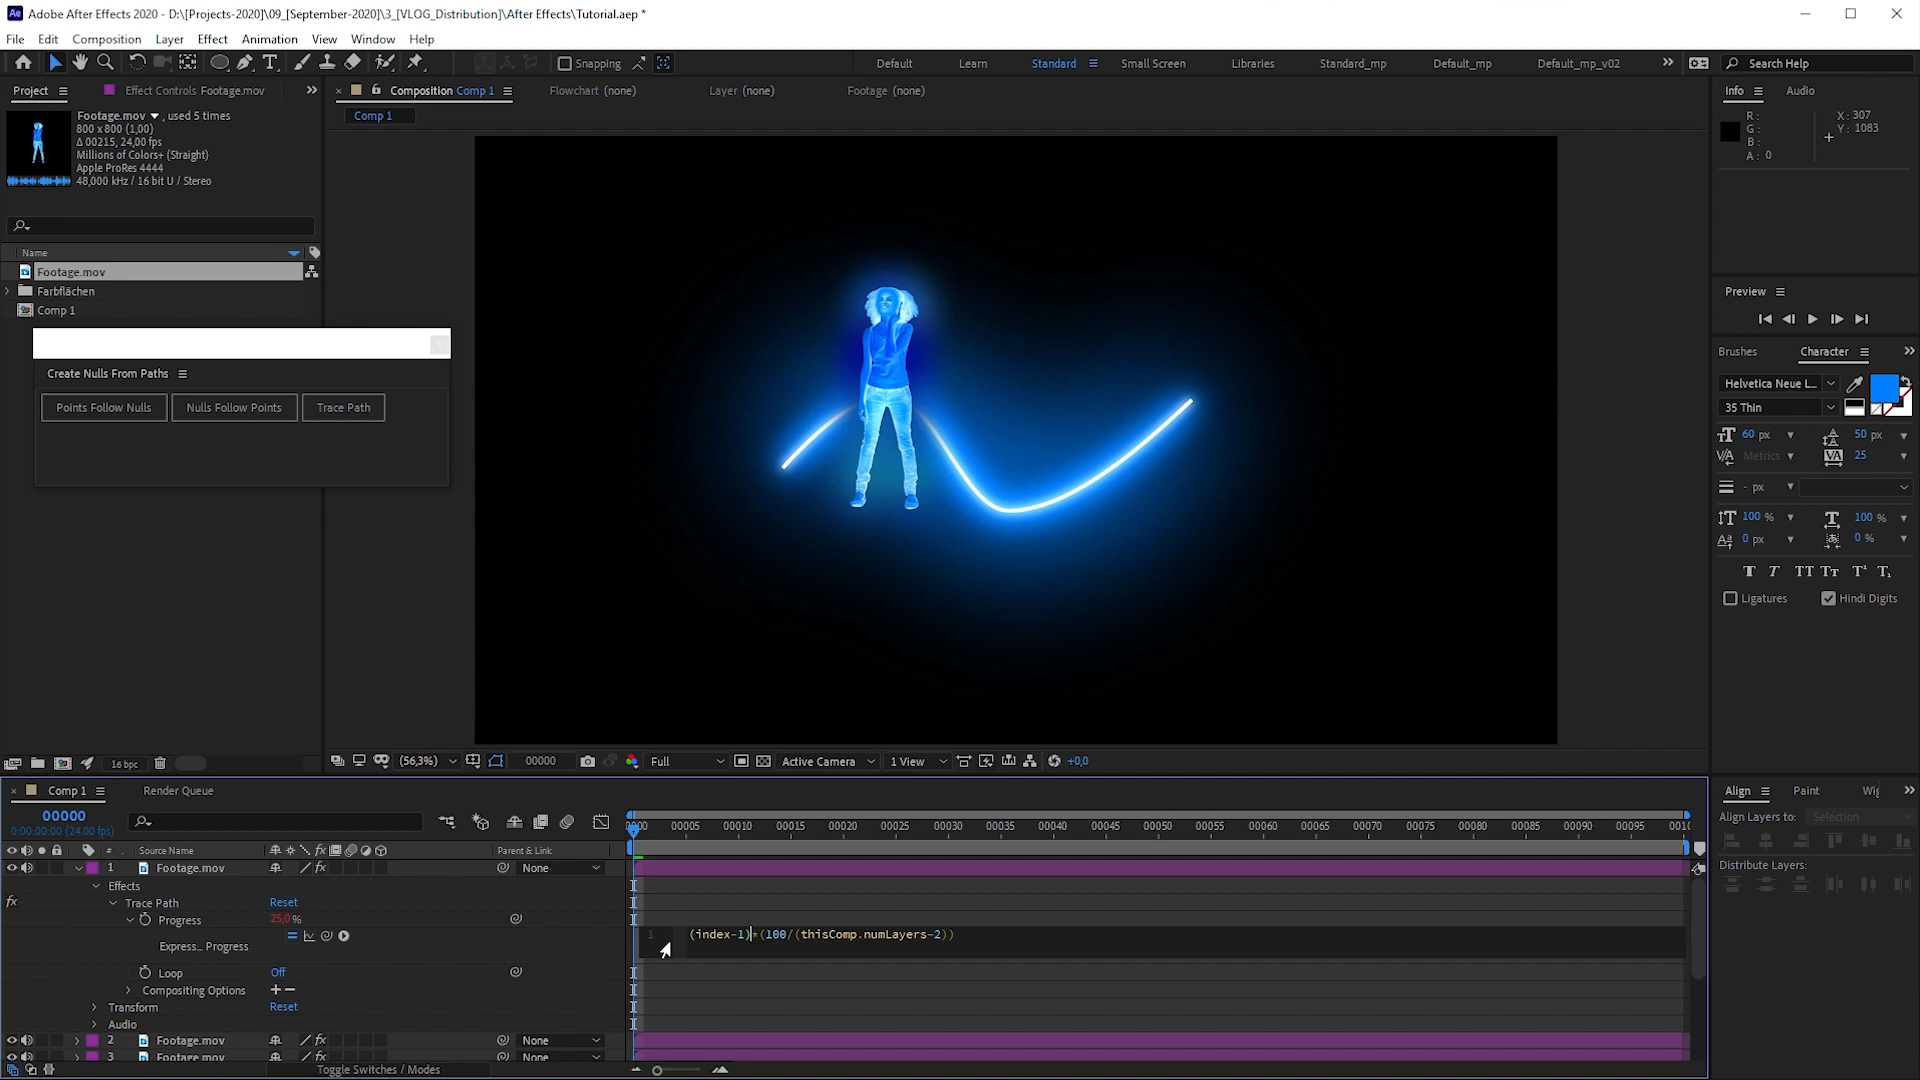 Adobe After Effects 2020 - D:\[Projects-2020]\09_[September-2020]\3_[VLOG_Distribution]\After Effects\Tutorial.aep *
File Edit Composition Layer Effect Animation View Window Help
Snapping Default Learn Standard Small Screen Libraries Standard_mp Default_mp Default_mp_v02 Search Help
Project Effect Controls Footage.mov
Composition Comp 1 Flowchart (none) Layer (none) Footage (none)
Info Audio
Comp 1
Footage.mov , used 5 times
800 x 800 (1,00)
Δ 00215, 24,00 fps
Millions of Colors+ (Straight)
Apple ProRes 4444
48,000 kHz / 16 bit U / Stereo
R:
G:
B:
A: 0
X: 307
Y: 1083
Name
Footage.mov
Farbflächen
Comp 1
Create Nulls From Paths
Points Follow Nulls Nulls Follow Points Trace Path
Preview
Brushes Character
Helvetica Neue L...
35 Thin
60 px 50 px
Metrics 25
- px
100 % 100 %
0 px 0 %
T T TT Tt T¹ T₁
Ligatures Hindi Digits
16 bpc
(56,3%) 00000 Full Active Camera 1 View +0,0
Comp 1 Render Queue
00000
0:00:00:00 (24.00 fps)
00005 00010 00015 00020 00025 00030 00035 00040 00045 00050 00055 00060 00065 00070 00075 00080 00085 00090 00095
# Source Name Parent & Link
1 Footage.mov None
Effects
Trace Path Reset
Progress 25,0 %
Express... Progress
1 (index-1)*(100/(thisComp.numLayers-2))
Loop Off
Compositing Options
Transform Reset
Audio
2 Footage.mov None
3 Footage.mov None
Toggle Switches / Modes
Align Paint
Align Layers to: Selection
Distribute Layers: